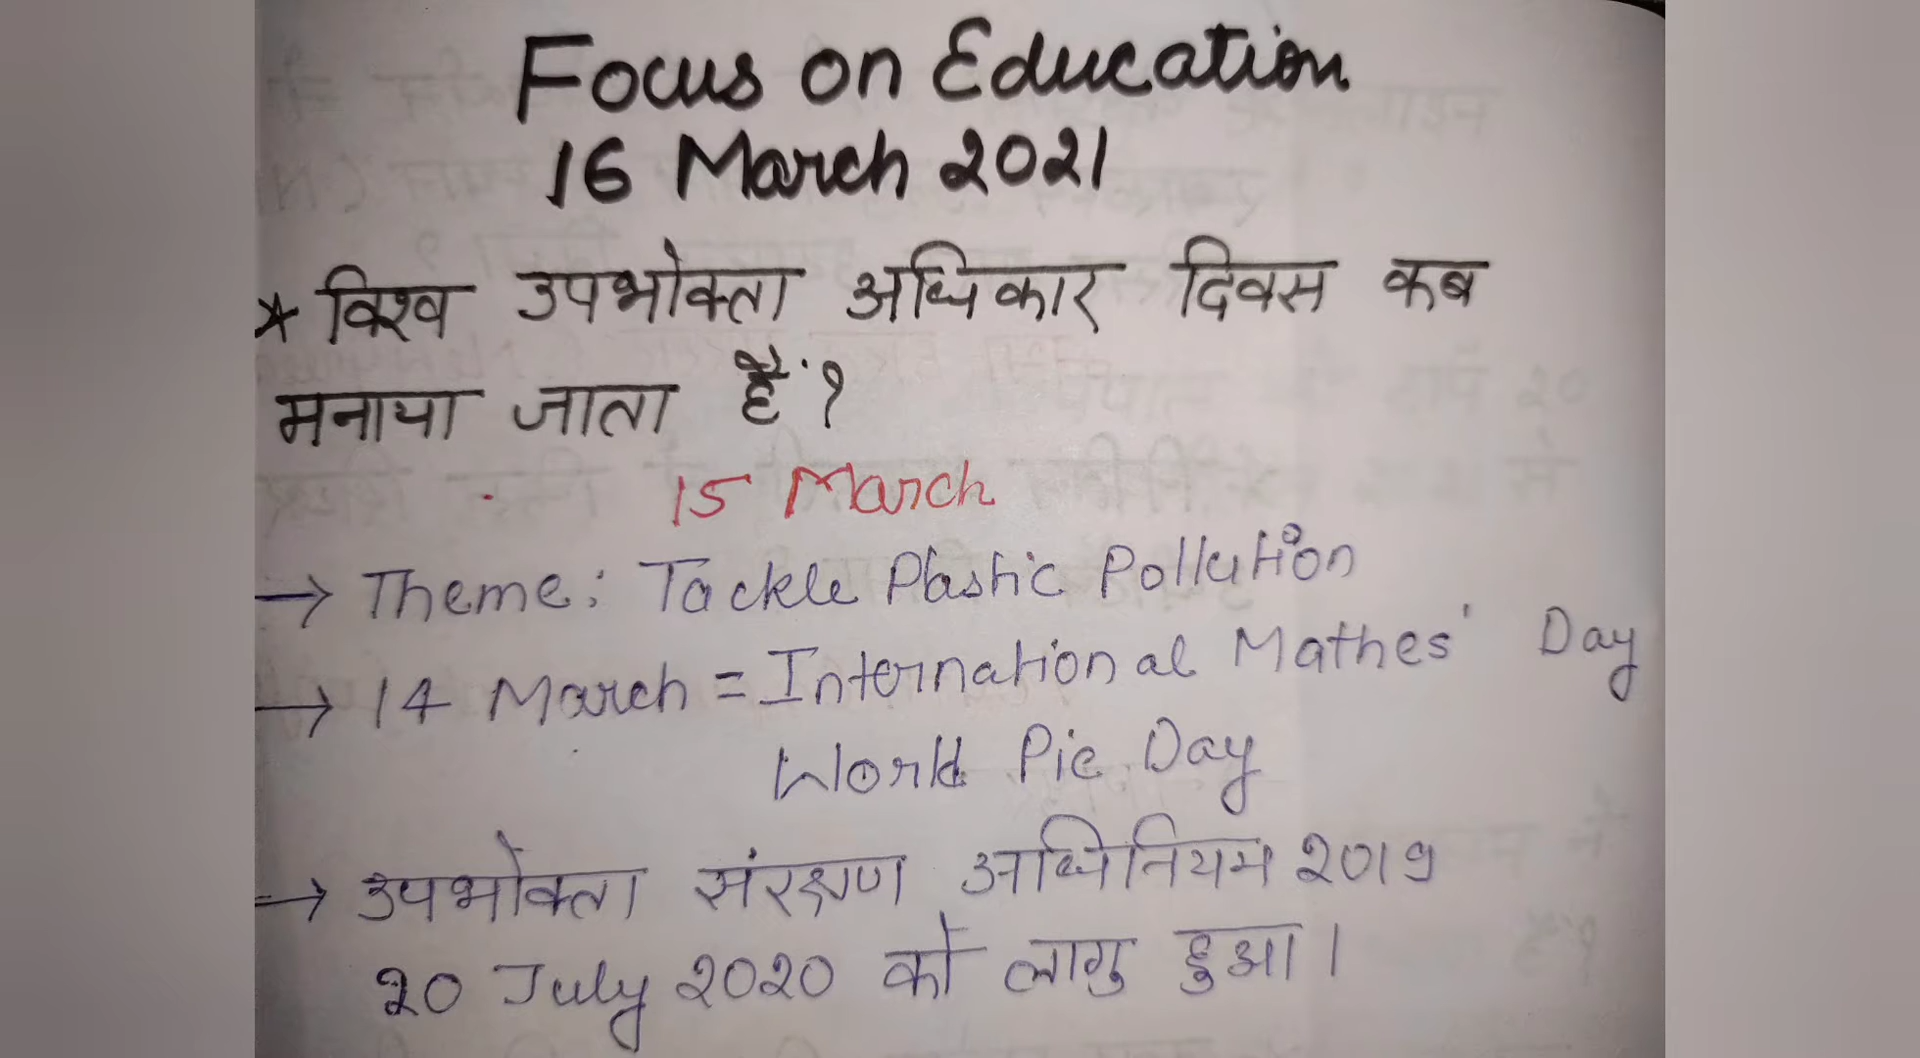 Focus on Education
16 March 2021
* विश्व उपभोक्ता अधिकार दिवस कब
मनाया जाता है ?
15 March
→ Theme: Tackle Plastic Pollution
→ 14 March = International Mathes' Day
World Pie Day
→ उपभोक्ता संरक्षण अधिनियम 2019
20 July 2020 को लागु हुआ।